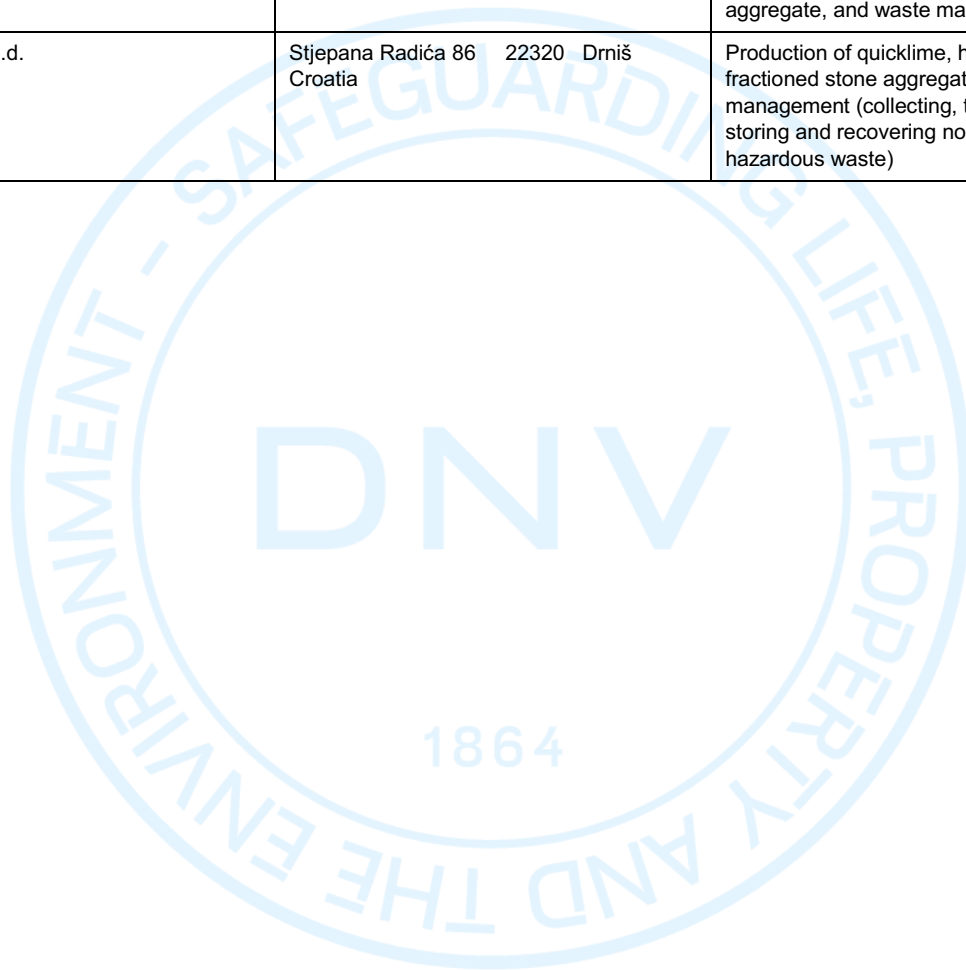 aggregate, and waste ma
.d.
Stjepana Radića 86 22320 Drniš
Croatia
Production of quicklime, h
fractioned stone aggregat
management (collecting, t
storing and recovering no
hazardous waste)
SAFEGUARDING LIFE, PROPERTY AND THE ENVIRONMENT -
DNV
1864